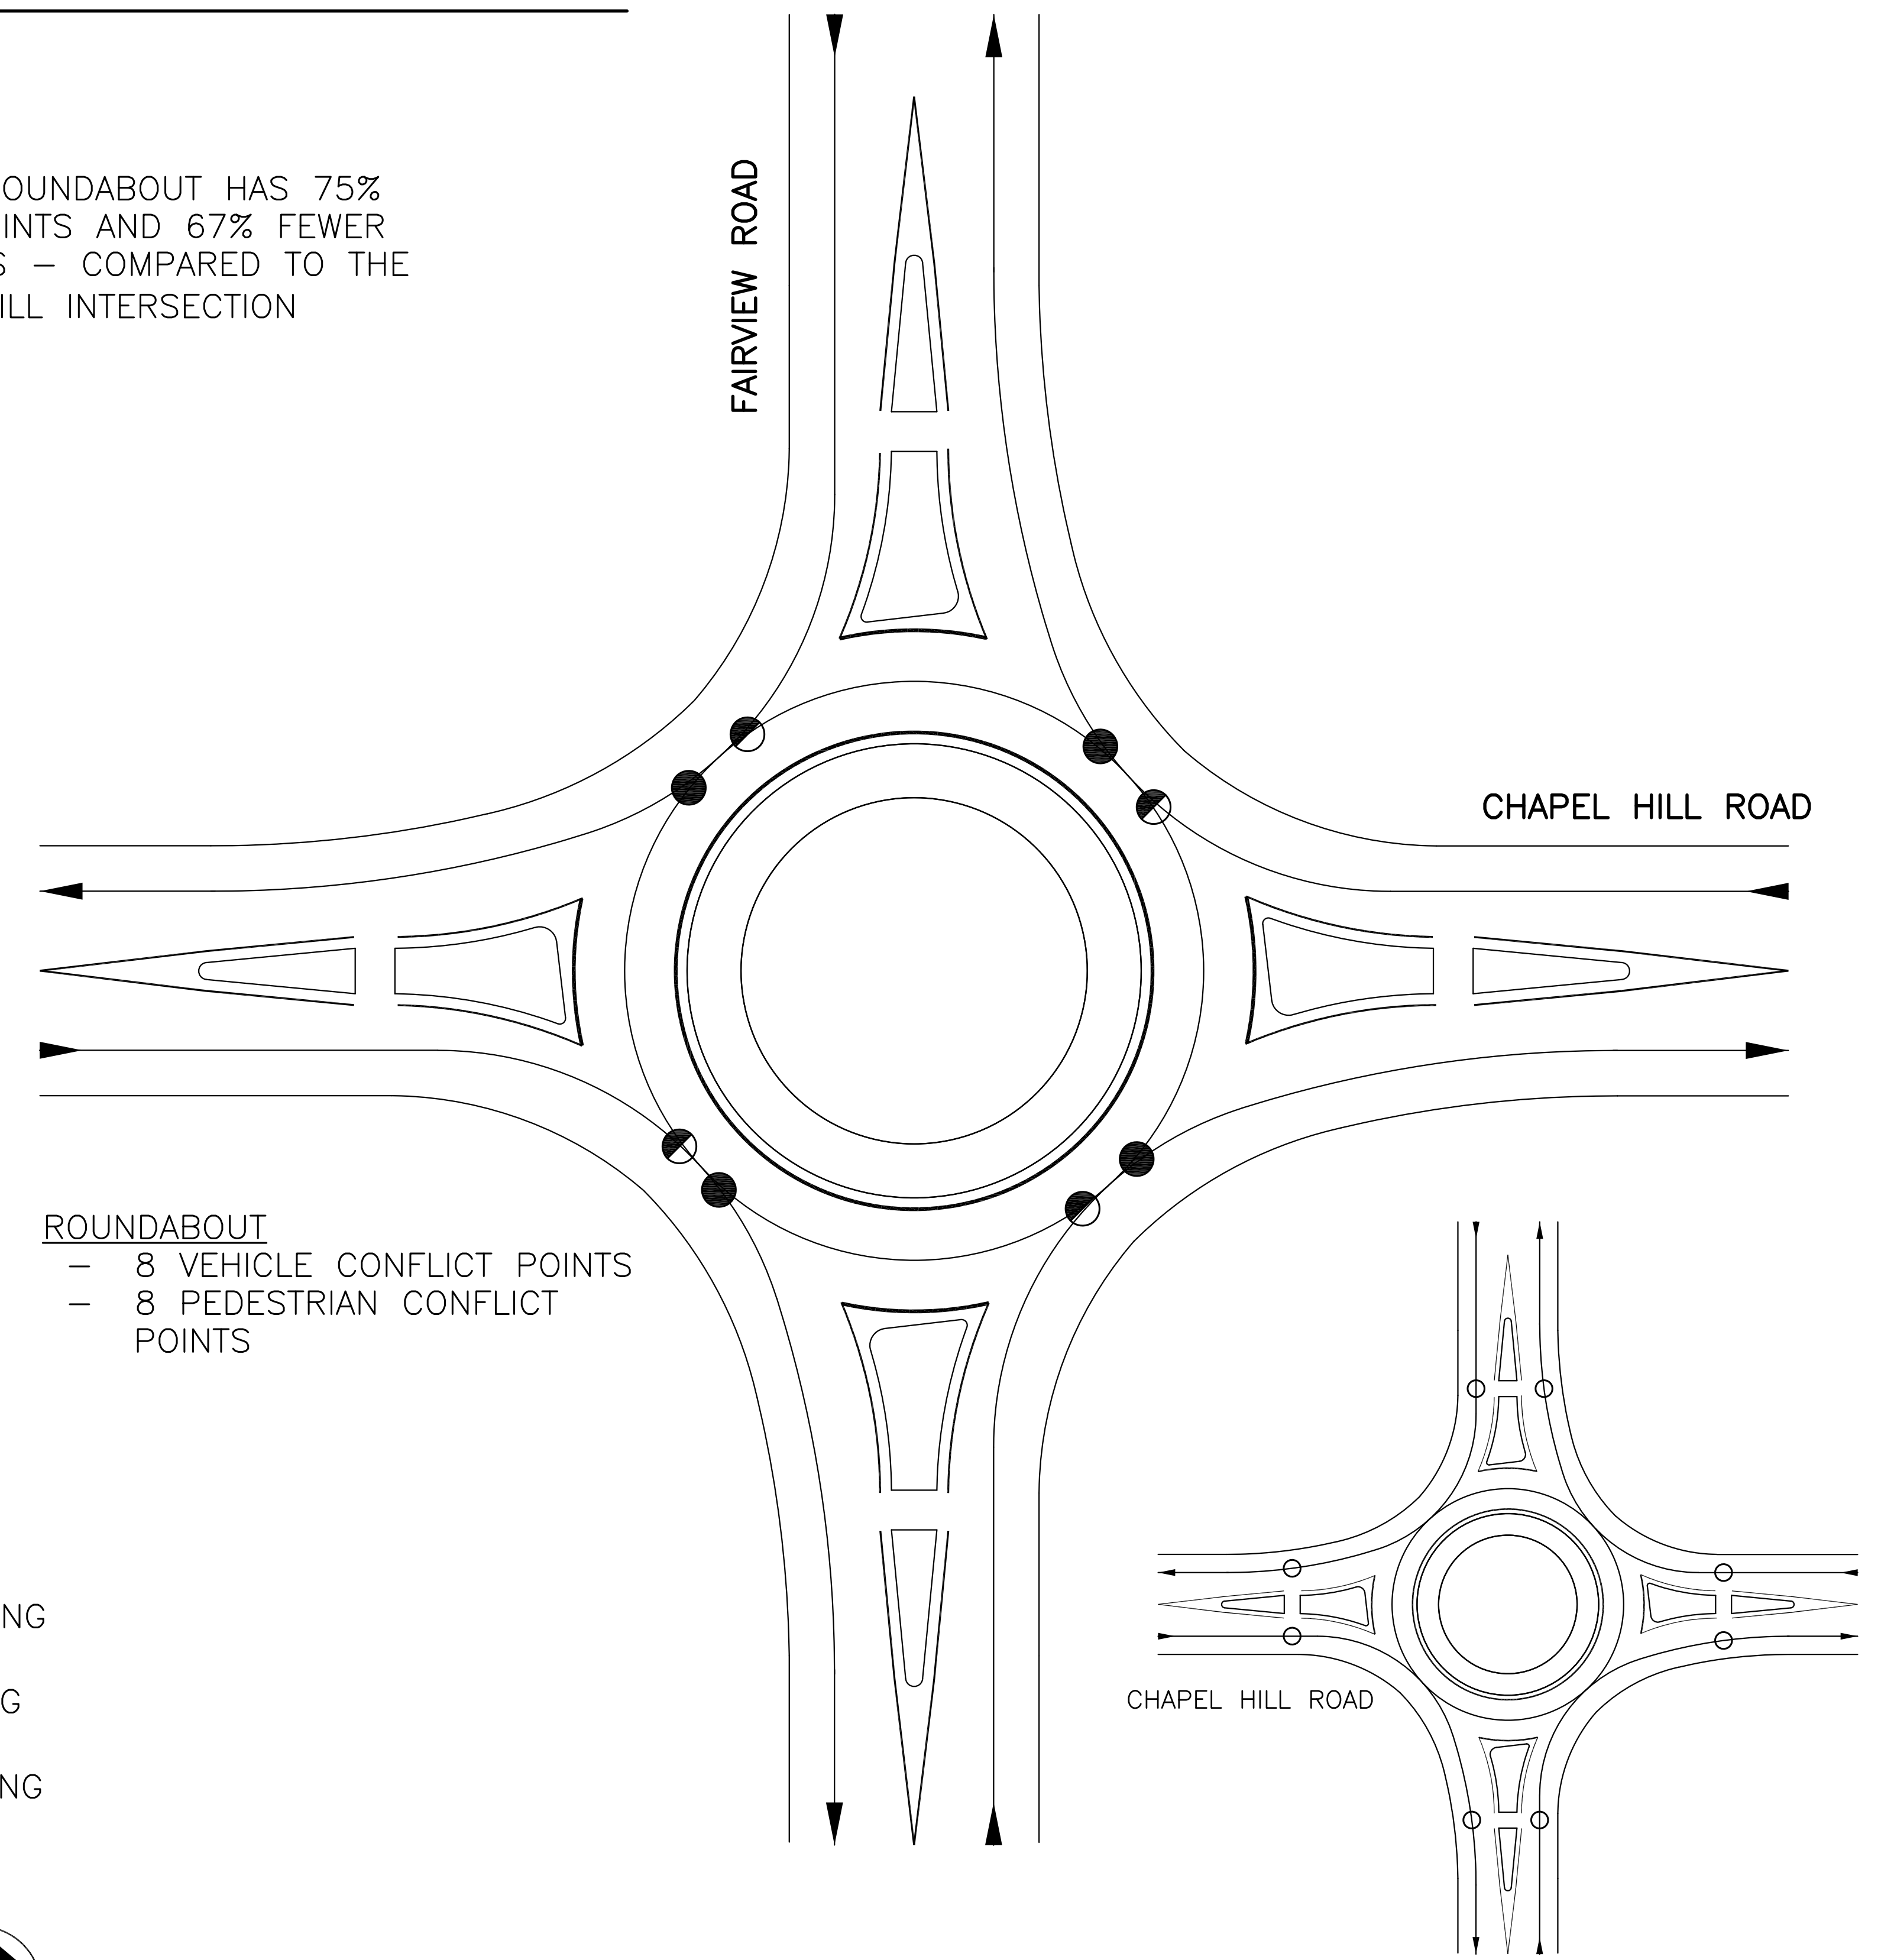 OUNDABOUT HAS 75%
INTS AND 67% FEWER
S – COMPARED TO THE
ILL INTERSECTION
FAIRVIEW ROAD
CHAPEL HILL ROAD
ROUNDABOUT
– 8 VEHICLE CONFLICT POINTS
– 8 PEDESTRIAN CONFLICT
POINTS
NG
G
NG
CHAPEL HILL ROAD